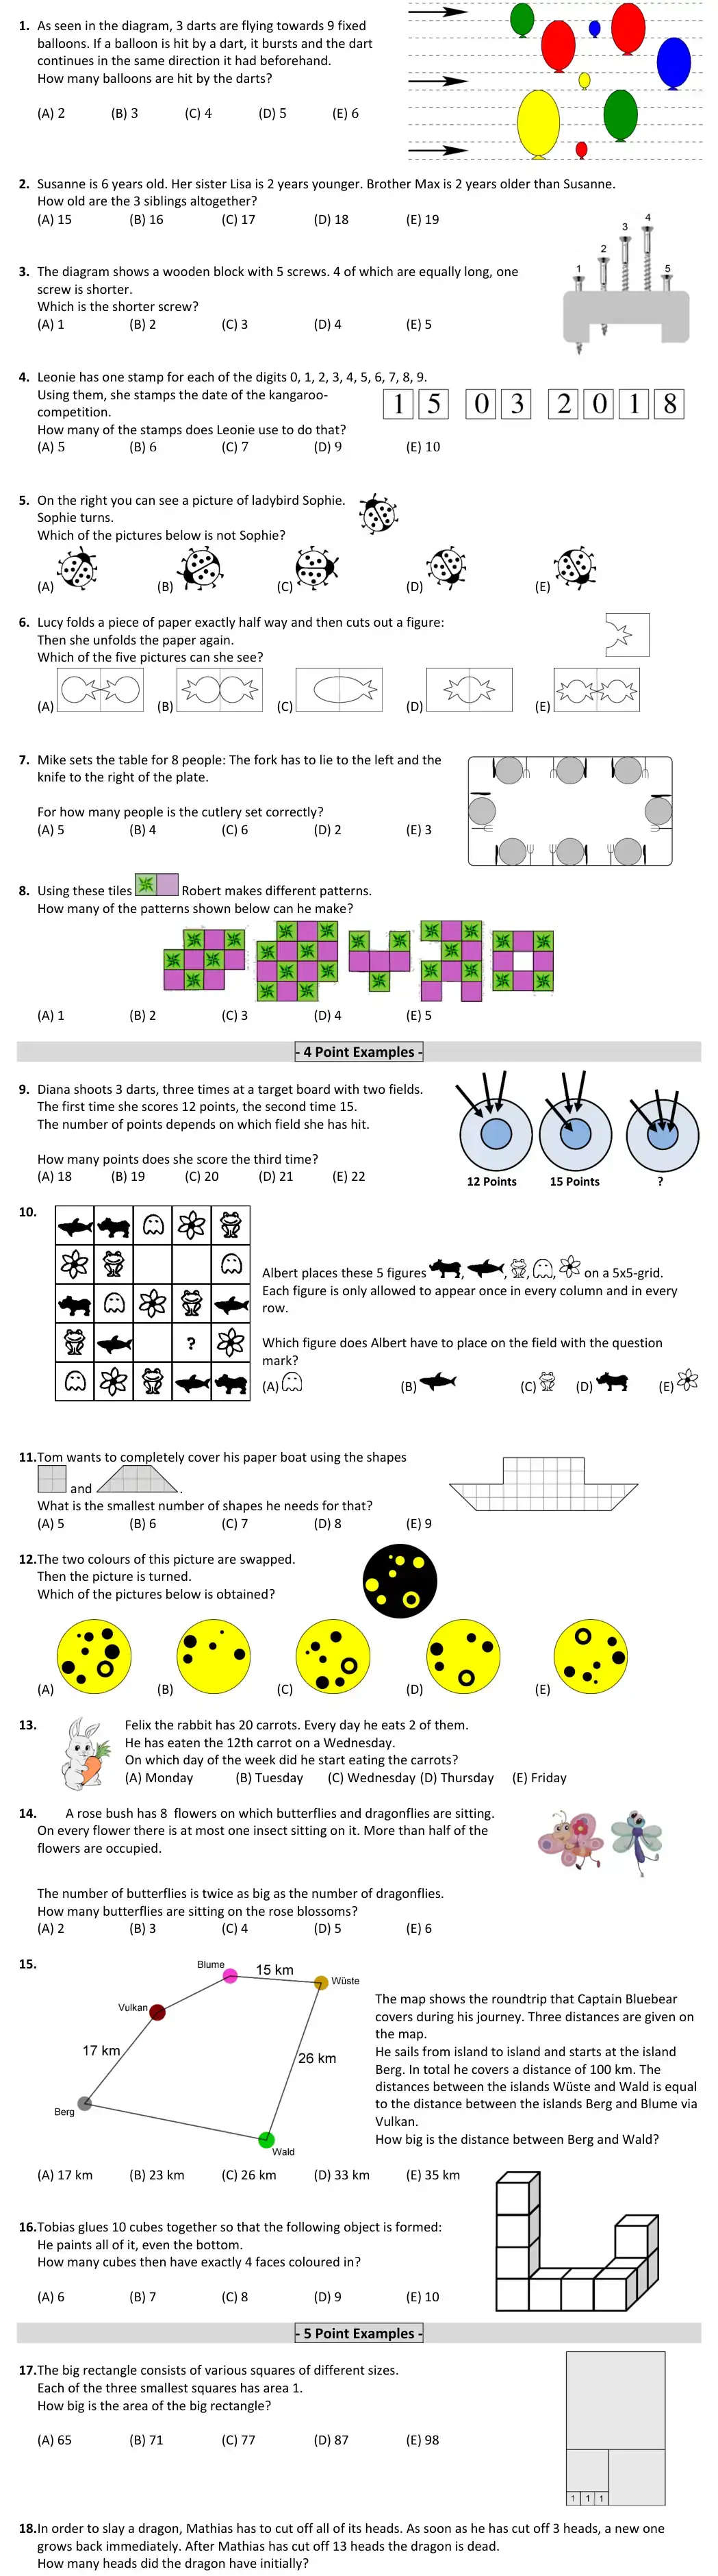 1. As seen in the diagram, 3 darts are flying towards 9 fixed
balloons. If a balloon is hit by a dart, it bursts and the dart
continues in the same direction it had beforehand.
How many balloons are hit by the darts?
(A) 2 (B) 3 (C) 4 (D) 5 (E) 6
2. Susanne is 6 years old. Her sister Lisa is 2 years younger. Brother Max is 2 years older than Susanne.
How old are the 3 siblings altogether?
(A) 15 (B) 16 (C) 17 (D) 18 (E) 19
3. The diagram shows a wooden block with 5 screws. 4 of which are equally long, one
screw is shorter.
Which is the shorter screw?
(A) 1 (B) 2 (C) 3 (D) 4 (E) 5
1 2 3 4 5
4. Leonie has one stamp for each of the digits 0, 1, 2, 3, 4, 5, 6, 7, 8, 9.
Using them, she stamps the date of the kangaroo-
competition.
1 5 0 3 2 0 1 8
How many of the stamps does Leonie use to do that?
(A) 5 (B) 6 (C) 7 (D) 9 (E) 10
5. On the right you can see a picture of ladybird Sophie.
Sophie turns.
Which of the pictures below is not Sophie?
(A) (B) (C) (D) (E)
6. Lucy folds a piece of paper exactly half way and then cuts out a figure:
Then she unfolds the paper again.
Which of the five pictures can she see?
(A) (B) (C) (D) (E)
7. Mike sets the table for 8 people: The fork has to lie to the left and the
knife to the right of the plate.
For how many people is the cutlery set correctly?
(A) 5 (B) 4 (C) 6 (D) 2 (E) 3
8. Using these tiles Robert makes different patterns.
How many of the patterns shown below can he make?
(A) 1 (B) 2 (C) 3 (D) 4 (E) 5
- 4 Point Examples -
9. Diana shoots 3 darts, three times at a target board with two fields.
The first time she scores 12 points, the second time 15.
The number of points depends on which field she has hit.
How many points does she score the third time?
(A) 18 (B) 19 (C) 20 (D) 21 (E) 22
12 Points 15 Points ?
10.
?
Albert places these 5 figures , , , , on a 5x5-grid.
Each figure is only allowed to appear once in every column and in every
row.
Which figure does Albert have to place on the field with the question
mark?
(A) (B) (C) (D) (E)
11.Tom wants to completely cover his paper boat using the shapes
and .
What is the smallest number of shapes he needs for that?
(A) 5 (B) 6 (C) 7 (D) 8 (E) 9
12.The two colours of this picture are swapped.
Then the picture is turned.
Which of the pictures below is obtained?
(A) (B) (C) (D) (E)
13. Felix the rabbit has 20 carrots. Every day he eats 2 of them.
He has eaten the 12th carrot on a Wednesday.
On which day of the week did he start eating the carrots?
(A) Monday (B) Tuesday (C) Wednesday (D) Thursday (E) Friday
14. A rose bush has 8 flowers on which butterflies and dragonflies are sitting.
On every flower there is at most one insect sitting on it. More than half of the
flowers are occupied.
The number of butterflies is twice as big as the number of dragonflies.
How many butterflies are sitting on the rose blossoms?
(A) 2 (B) 3 (C) 4 (D) 5 (E) 6
15.
Blume 15 km Wüste
Vulkan
17 km
26 km
Berg
Wald
The map shows the roundtrip that Captain Bluebear
covers during his journey. Three distances are given on
the map.
He sails from island to island and starts at the island
Berg. In total he covers a distance of 100 km. The
distances between the islands Wüste and Wald is equal
to the distance between the islands Berg and Blume via
Vulkan.
How big is the distance between Berg and Wald?
(A) 17 km (B) 23 km (C) 26 km (D) 33 km (E) 35 km
16.Tobias glues 10 cubes together so that the following object is formed:
He paints all of it, even the bottom.
How many cubes then have exactly 4 faces coloured in?
(A) 6 (B) 7 (C) 8 (D) 9 (E) 10
- 5 Point Examples -
17.The big rectangle consists of various squares of different sizes.
Each of the three smallest squares has area 1.
How big is the area of the big rectangle?
(A) 65 (B) 71 (C) 77 (D) 87 (E) 98
1 1 1
18.In order to slay a dragon, Mathias has to cut off all of its heads. As soon as he has cut off 3 heads, a new one
grows back immediately. After Mathias has cut off 13 heads the dragon is dead.
How many heads did the dragon have initially?